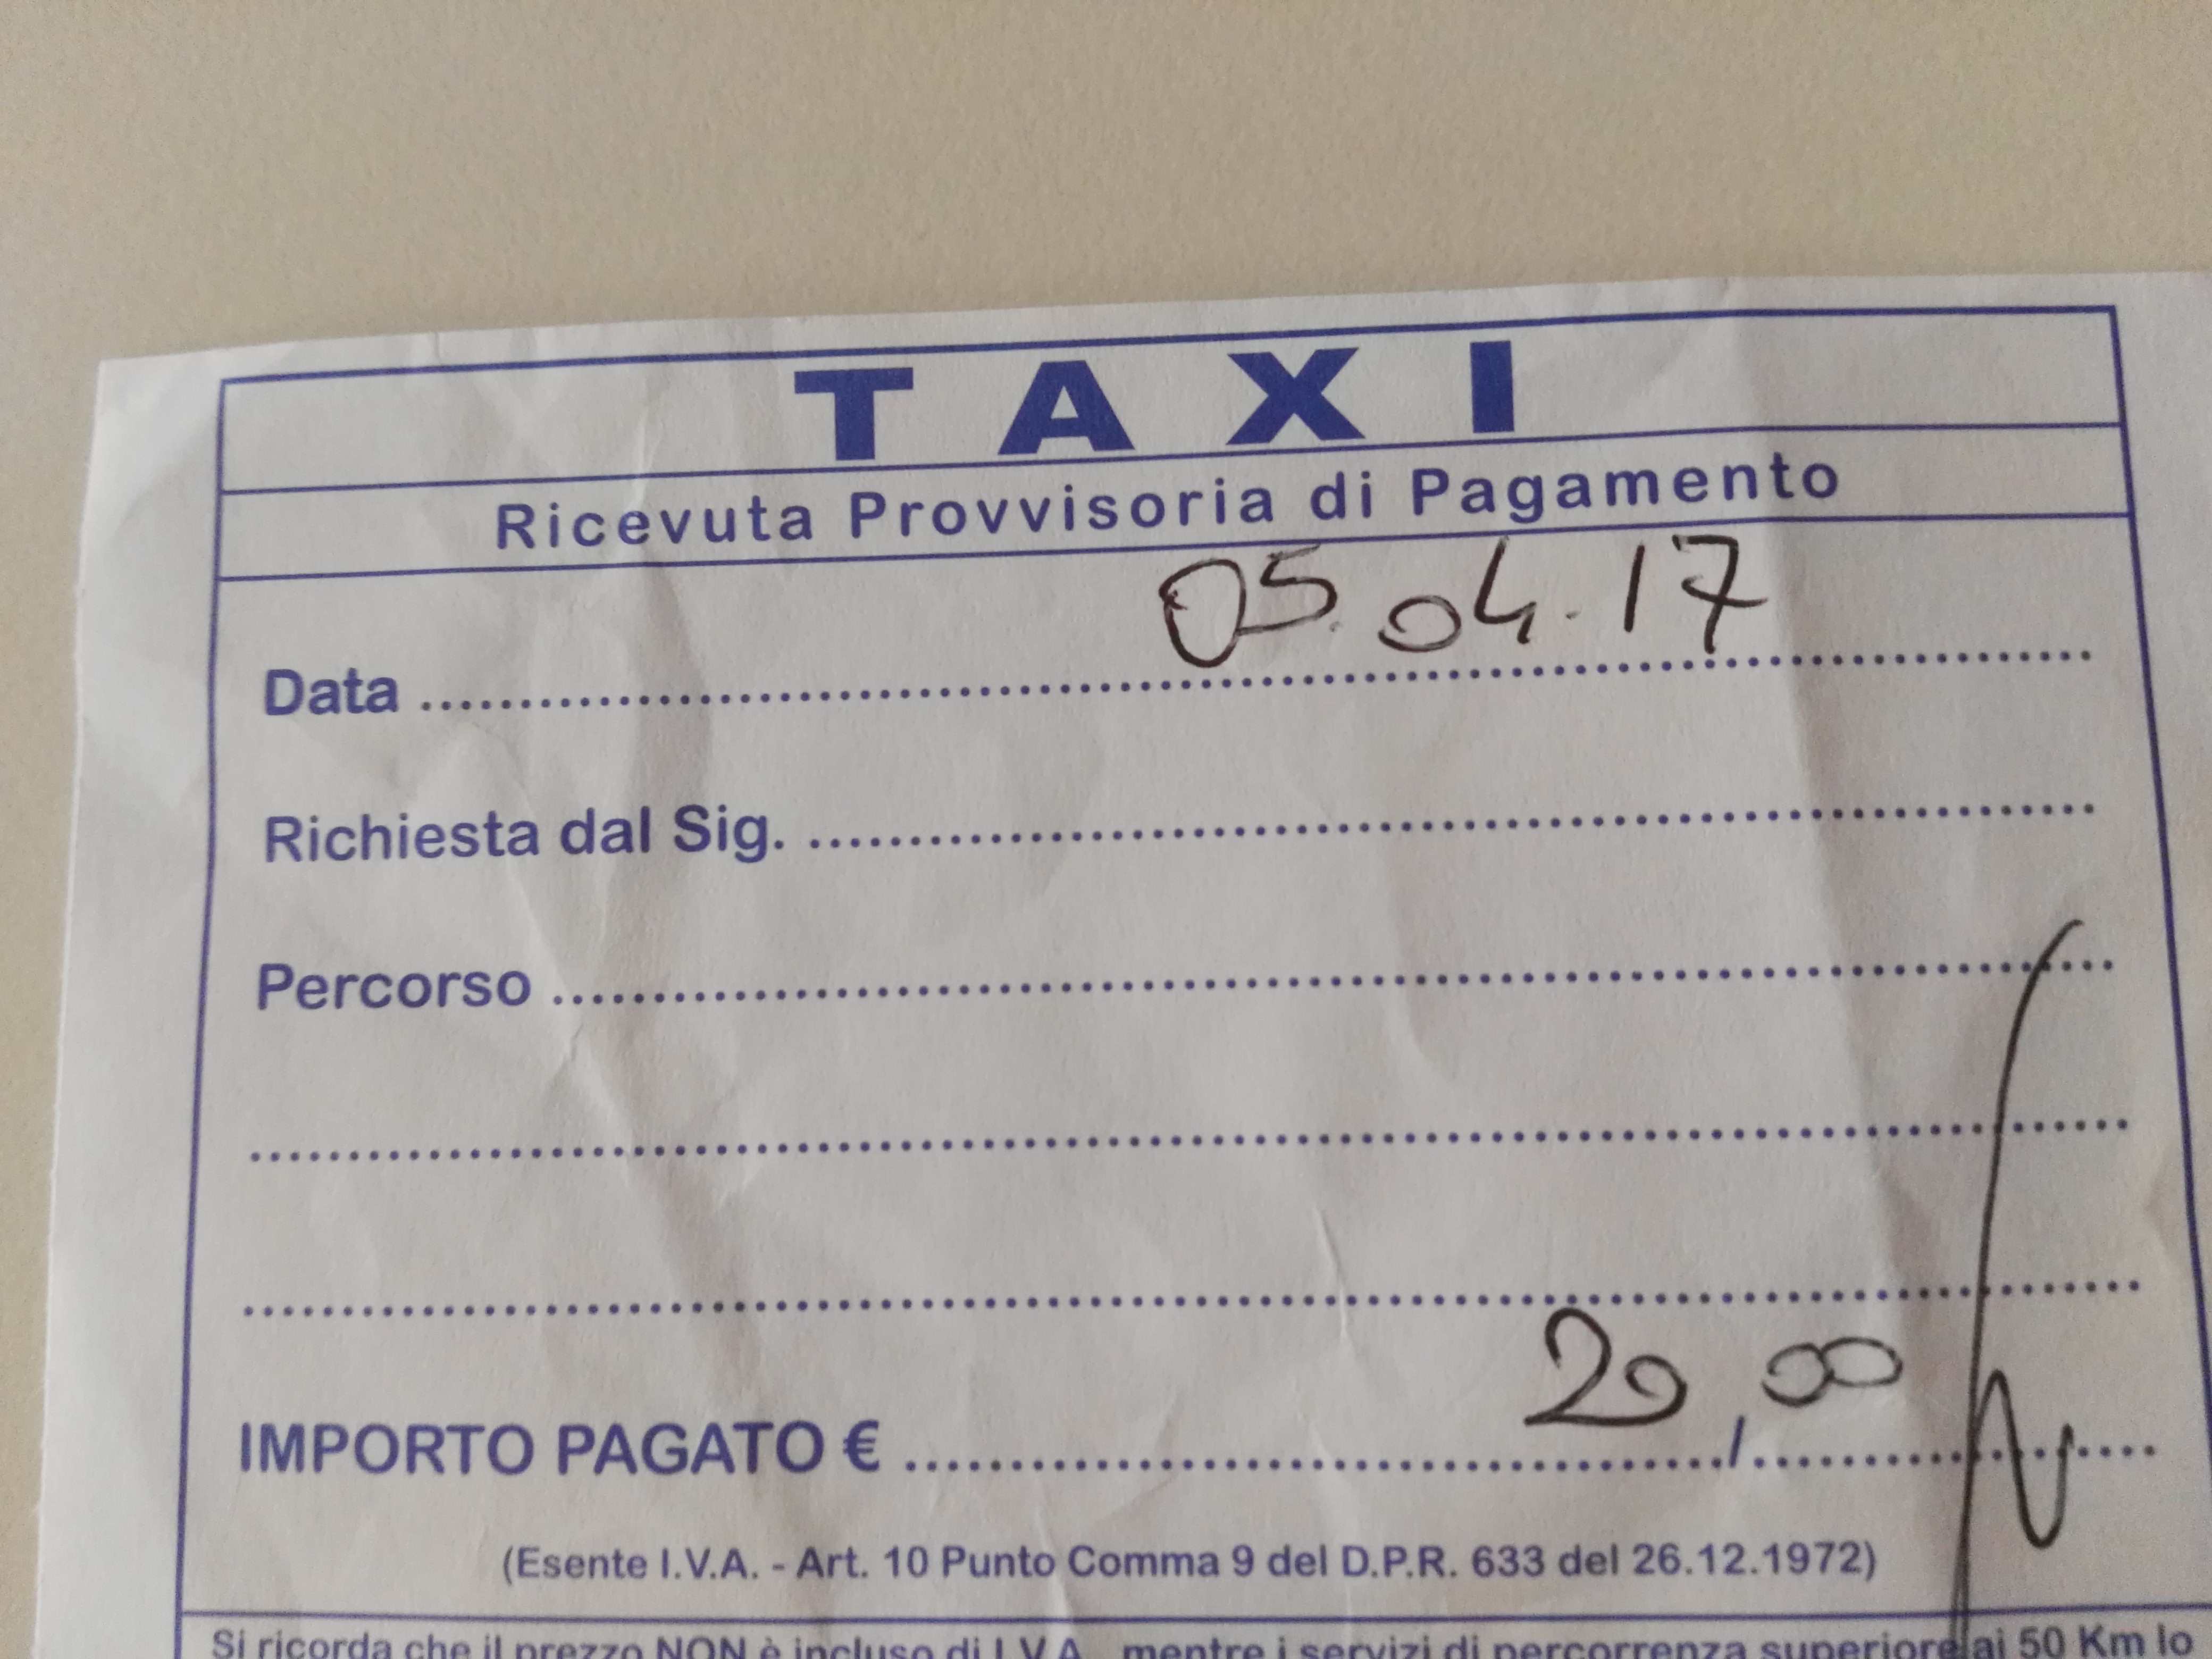 TAXI
Ricevuta Provvisoria di Pagamento
Data ........ 05.04.17
Richiesta dal Sig. ........
Percorso ........
IMPORTO PAGATO € ........ 20,00
(Esente I.V.A. - Art. 10 Punto Comma 9 del D.P.R. 633 del 26.12.1972)
Si ricorda che il prezzo NON è incluso di I.V.A. mentre i servizi di percorrenza superiore ai 50 Km lo